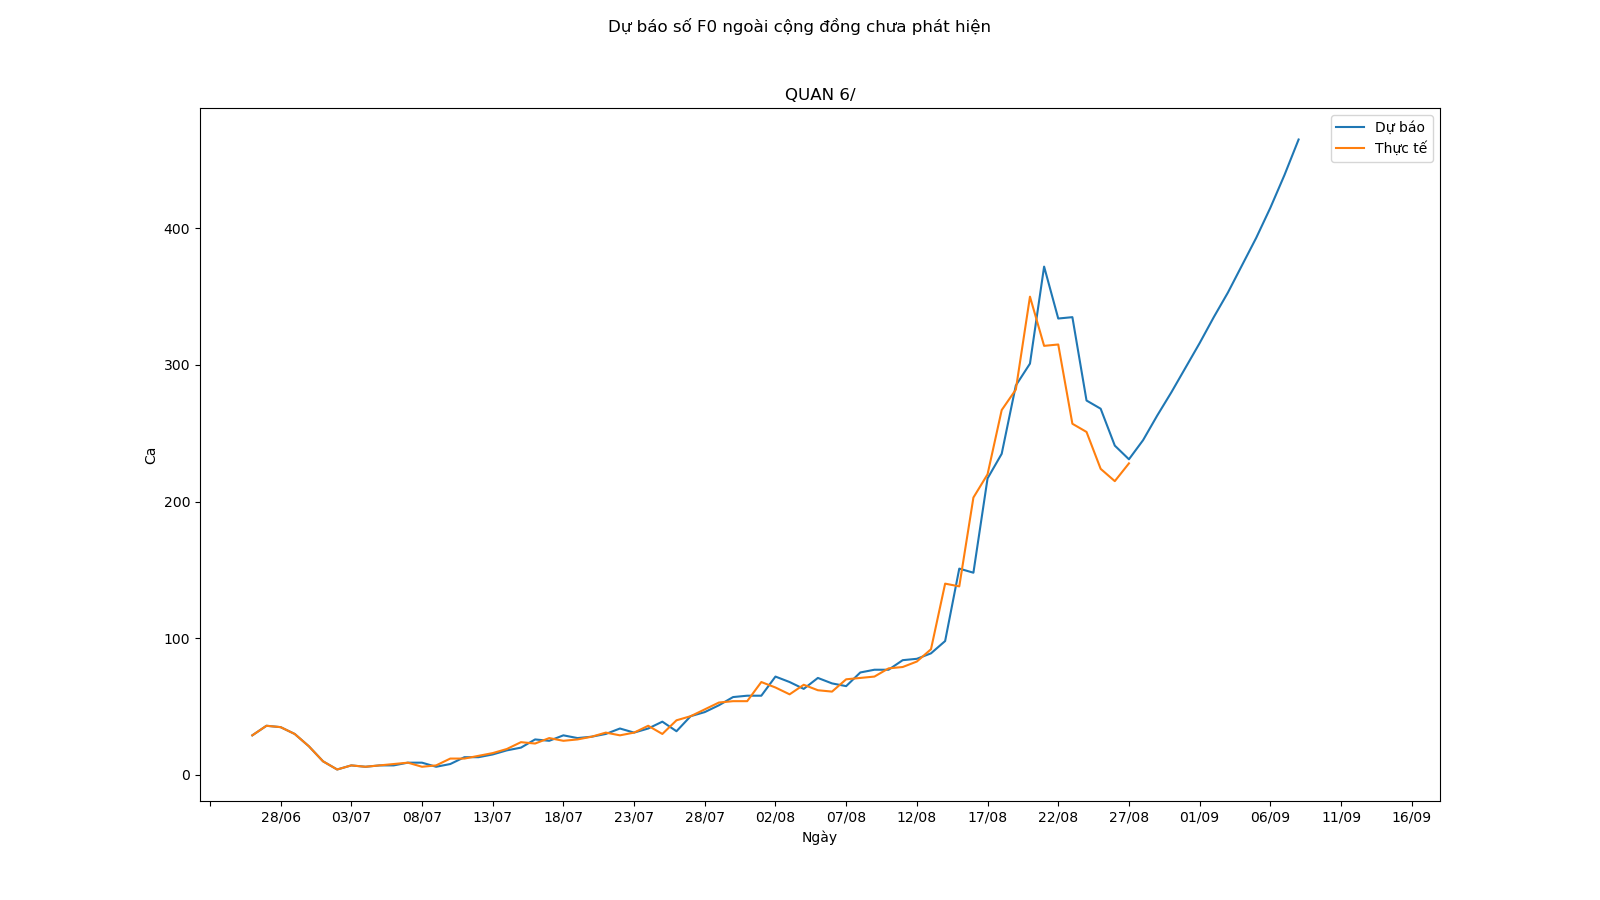 Dự báo số F0 ngoài cộng đồng chưa phát hiện
QUAN 6/
Dự báo
Thực tế
400
300
200
100
0
Ca
28/06 03/07 08/07 13/07 18/07 23/07 28/07 02/08 07/08 12/08 17/08 22/08 27/08 01/09 06/09 11/09 16/09
Ngày